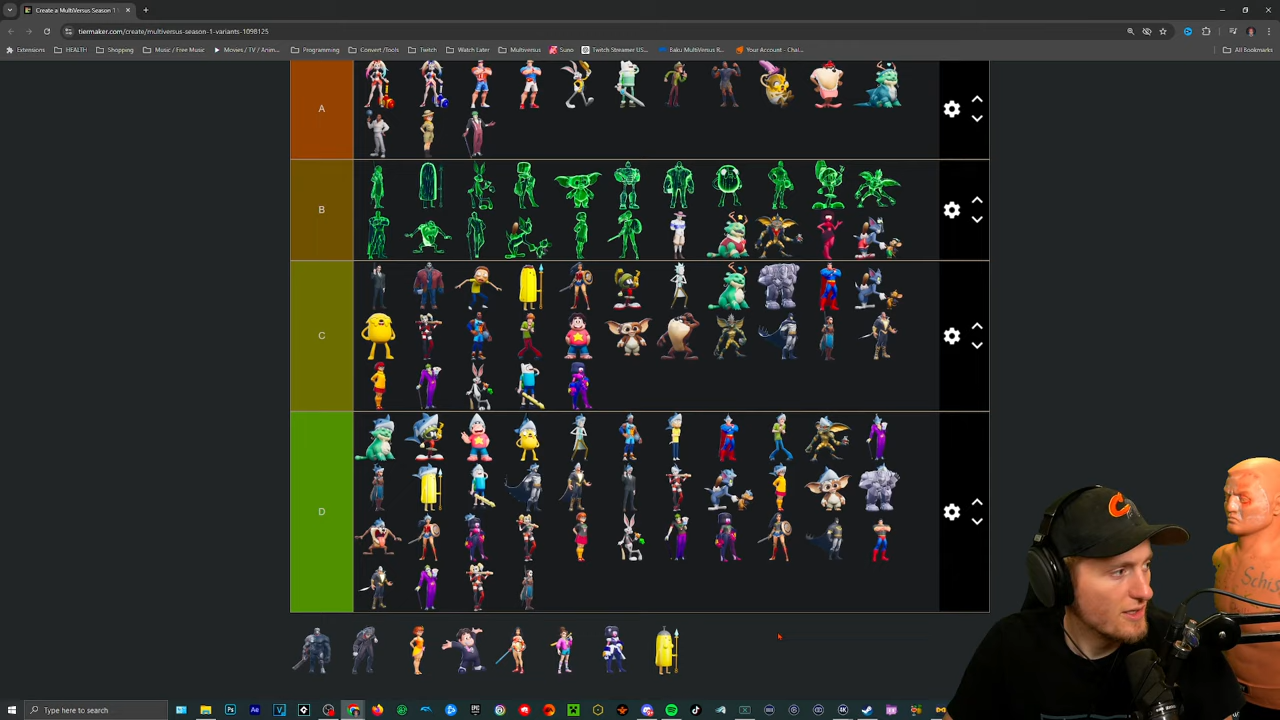 Create a MultiVersus Season 1 V
tiermaker.com/create/multiversus-season-1-variants-1098125
Extensions
HEALTH
Shopping
Music / Free Music
Movies / TV / Anim...
Programming
Convert /Tools
Twitch
Watch Later
Multiversus
Suno
Twitch Streamer US...
Baku MultiVersus R...
Your Account - Chai...
All Bookmarks
A
B
C
D
Type here to search